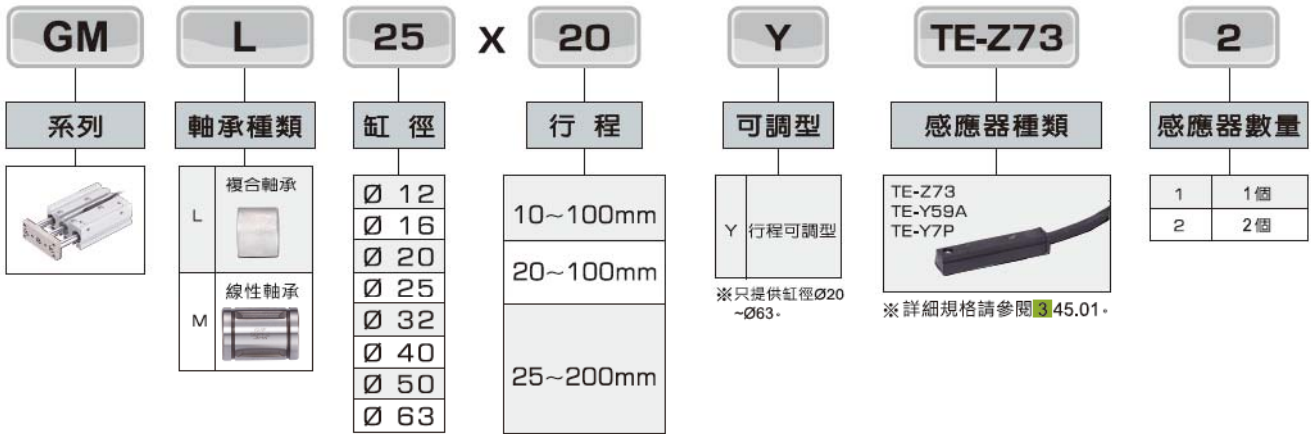 GM L 25 X 20 Y TE-Z73 2
系列 軸承種類 缸 徑 行 程 可調型 感應器種類 感應器數量
L 複合軸承
M 線性軸承
Ø 12
Ø 16
Ø 20
Ø 25
Ø 32
Ø 40
Ø 50
Ø 63
10~100mm
20~100mm
25~200mm
Y 行程可調型
※只提供缸徑Ø20
~Ø63。
TE-Z73
TE-Y59A
TE-Y7P
※詳細規格請參閱 3 45.01。
1 1個
2 2個